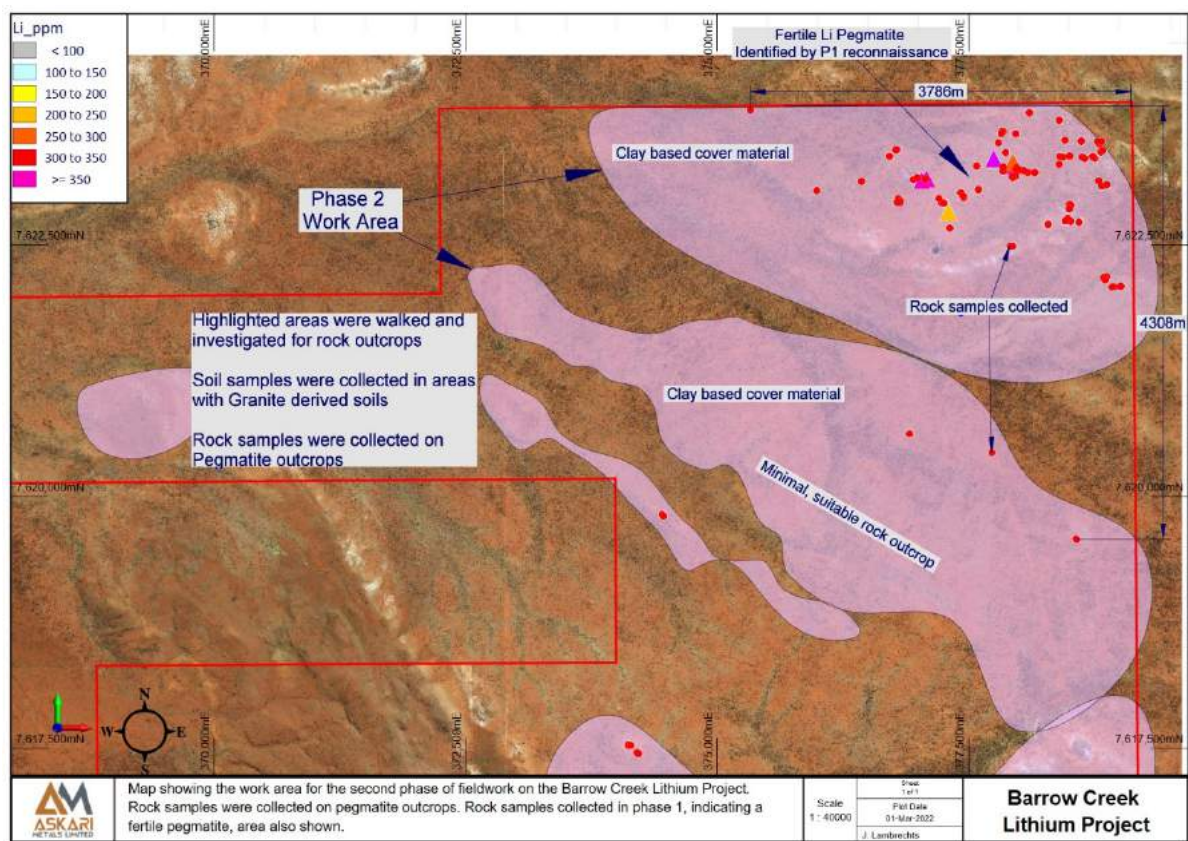 Li_ppm
< 100
100 to 150
150 to 200
200 to 250
250 to 300
300 to 350
>= 350
370,000mE
372,500mE
375,000mE
377,500mE
Fertile Li Pegmatite
Identified by P1 reconnaissance
3786m
Clay based cover material
Phase 2
Work Area
7,622,500mN
7,622,500mN
Rock samples collected
4308m
Highlighted areas were walked and
investigated for rock outcrops
Soil samples were collected in areas
with Granite derived soils
Rock samples were collected on
Pegmatite outcrops
Clay based cover material
Minimal, suitable rock outcrop
7,620,000mN
7,620,000mN
N
W
E
S
370,000mE
372,500mE
375,000mE
377,500mE
7,617,500mN
7,617,500mN
AM
ASKARI
METALS LIMITED
Map showing the work area for the second phase of fieldwork on the Barrow Creek Lithium Project.
Rock samples were collected on pegmatite outcrops. Rock samples collected in phase 1, indicating a
fertile pegmatite, area also shown.
Scale
1 : 40000
Sheet
1 of 1
Plot Date
01-Mar-2022
J. Lambrechts
Barrow Creek
Lithium Project